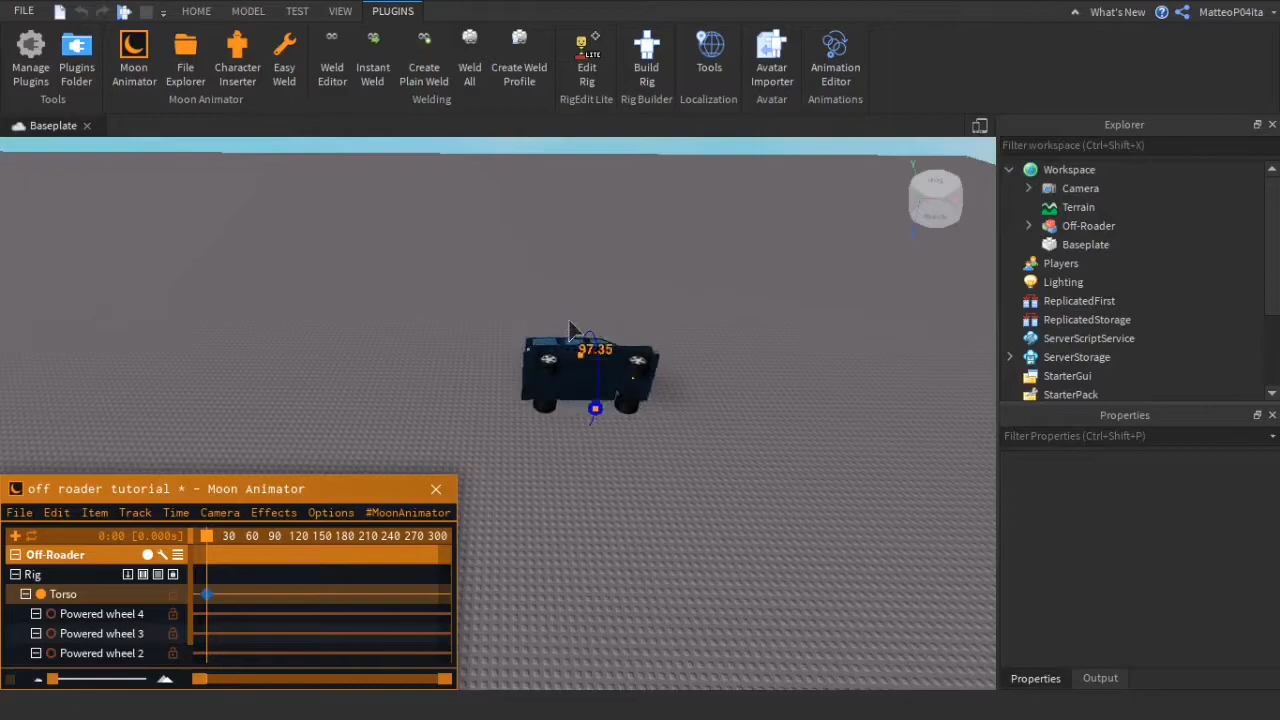 FILE HOME MODEL TEST VIEW PLUGINS What's New MatteoP04ita
Manage Plugins
Plugins Folder
Tools
Moon Animator
File Explorer
Character Inserter
Easy Weld
Moon Animator
Weld Editor
Instant Weld
Create Plain Weld
Weld All
Create Weld Profile
Welding
LITE
Edit Rig
RigEdit Lite
Build Rig
Rig Builder
Tools
Localization
Avatar Importer
Avatar
Animation Editor
Animations
Baseplate
Explorer
Filter workspace (Ctrl+Shift+X)
Workspace
Camera
Terrain
Off-Roader
Baseplate
Players
Lighting
ReplicatedFirst
ReplicatedStorage
ServerScriptService
ServerStorage
StarterGui
StarterPack
Properties
Filter Properties (Ctrl+Shift+P)
Properties Output
Y
97.35
off roader tutorial * - Moon Animator
File Edit Item Track Time Camera Effects Options #MoonAnimator
0:00 [0.000s] 30 60 90 120 150 180 210 240 270 300
Off-Roader
Rig
Torso
Powered wheel 4
Powered wheel 3
Powered wheel 2